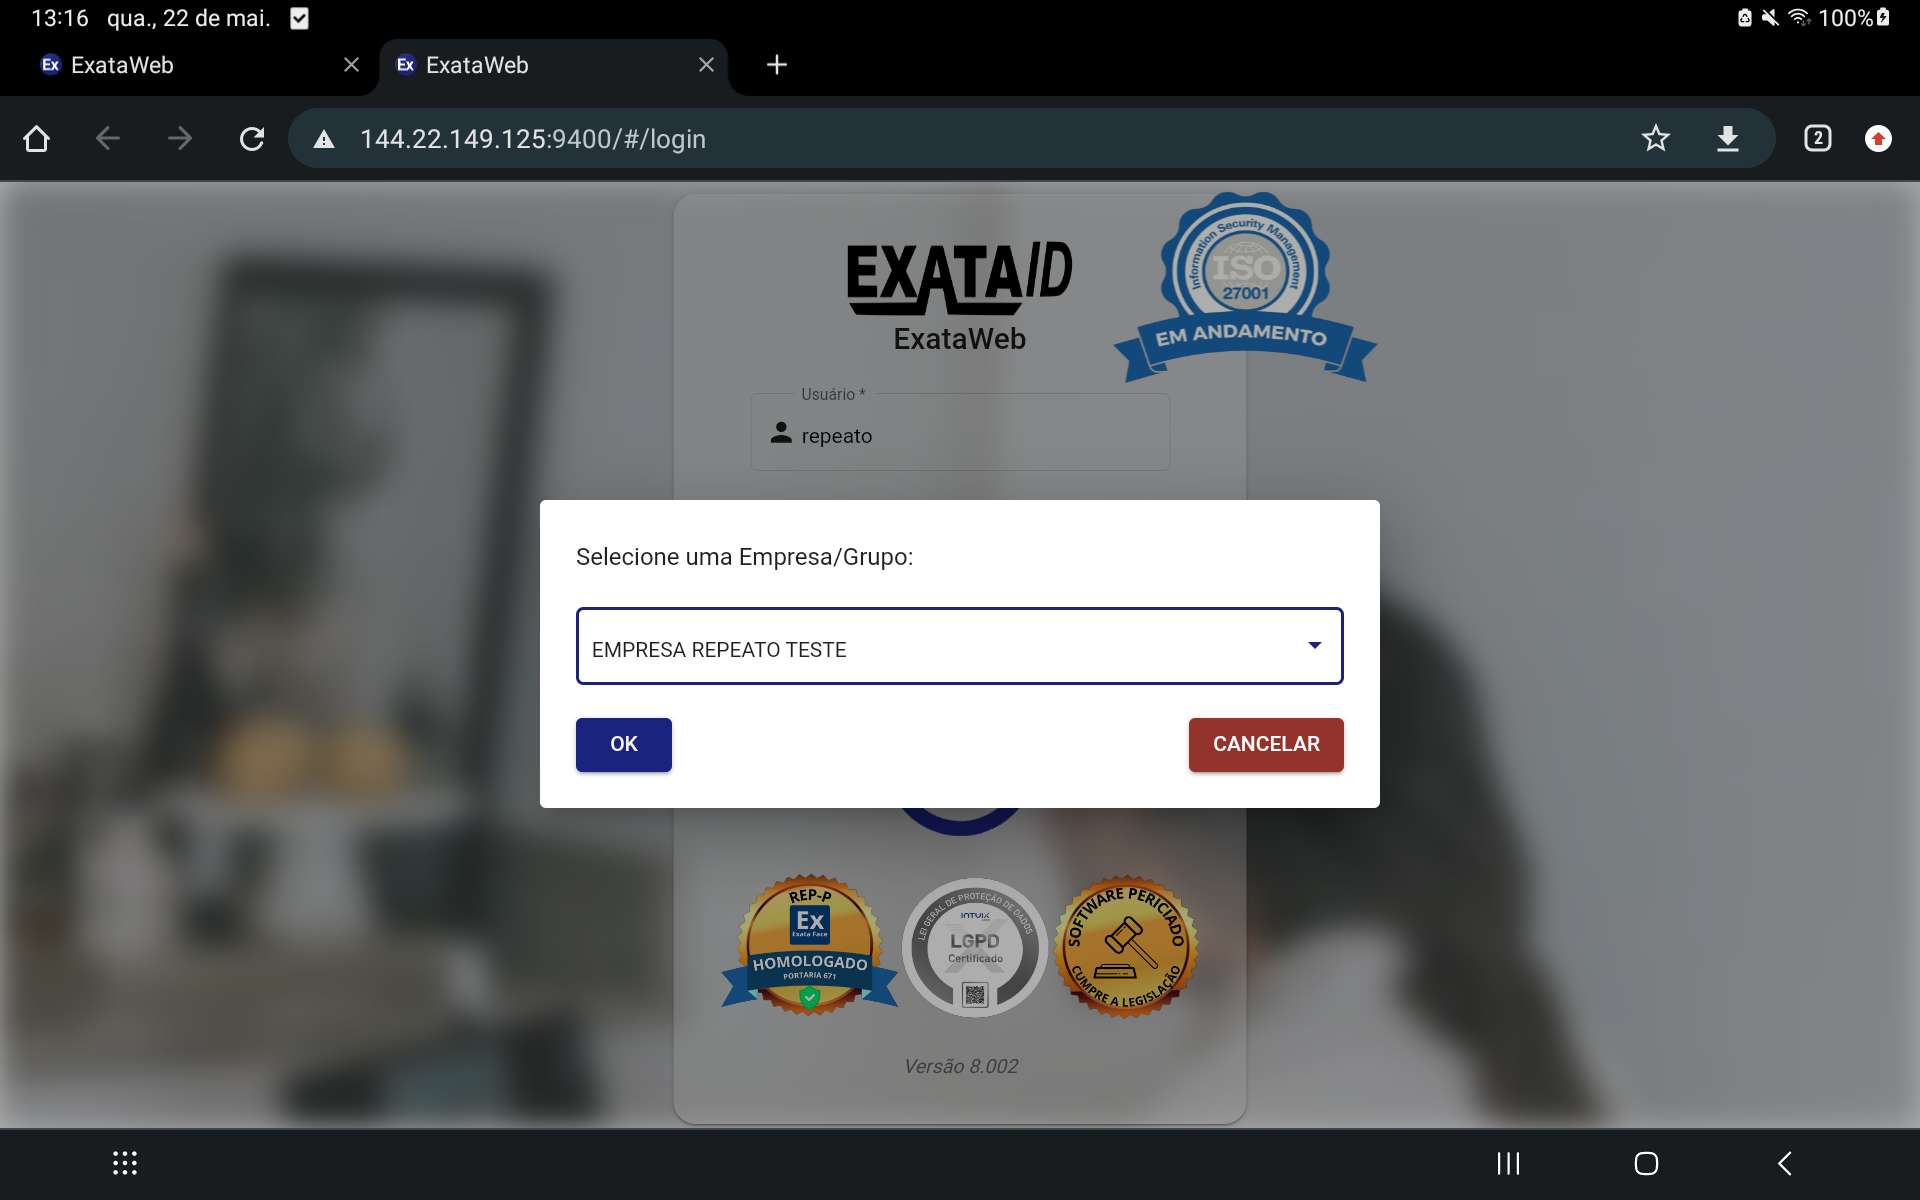 13:16 qua., 22 de mai.
100%
Ex ExataWeb
Ex ExataWeb
144.22.149.125:9400/#/login
2
EXATAID
ExataWeb
Information Security Management
ISO
27001
EM ANDAMENTO
Usuário *
repeato
Selecione uma Empresa/Grupo:
EMPRESA REPEATO TESTE
OK
CANCELAR
REP-P
Ex
Exata Face
HOMOLOGADO
PORTARIA 671
LEI GERAL DE PROTEÇÃO DE DADOS
INTUIX
LGPD
Certificado
SOFTWARE PERICIADO
CUMPRE A LEGISLAÇÃO
Versão 8.002